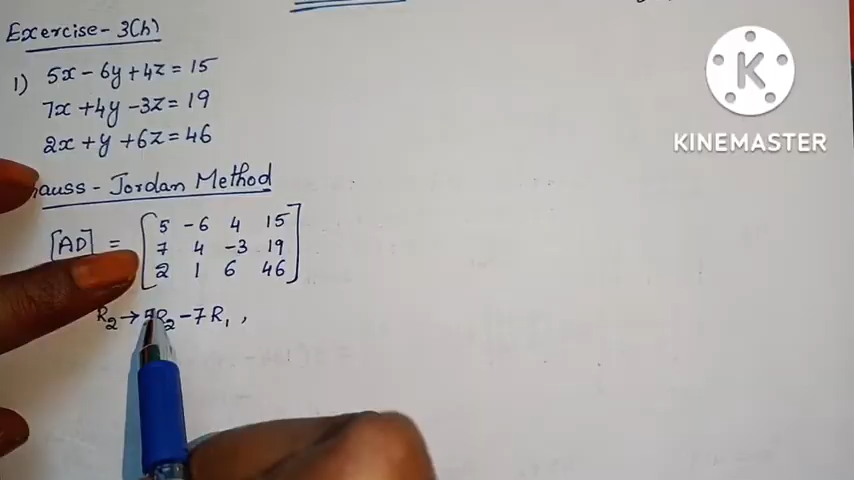 Exercise - 3(h)
1) 5x - 6y + 4z = 15
7x + 4y - 3z = 19
2x + y + 6z = 46
auss - Jordan Method
[AD] = [5 -6 4 15
7 4 -3 19
2 1 6 46]
R₂ → 5R₂ - 7R₁ ,
KINEMASTER